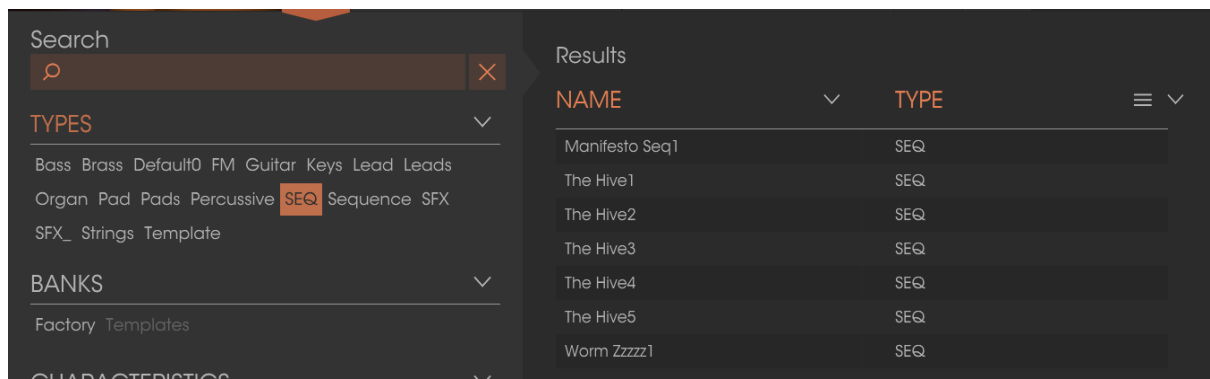 Search
TYPES
Bass Brass Default0 FM Guitar Keys Lead Leads
Organ Pad Pads Percussive SEQ Sequence SFX
SFX_ Strings Template
BANKS
Factory Templates
CHARACTERISTICS
Results
NAME TYPE
Manifesto Seq1 SEQ
The Hive1 SEQ
The Hive2 SEQ
The Hive3 SEQ
The Hive4 SEQ
The Hive5 SEQ
Worm Zzzzz1 SEQ